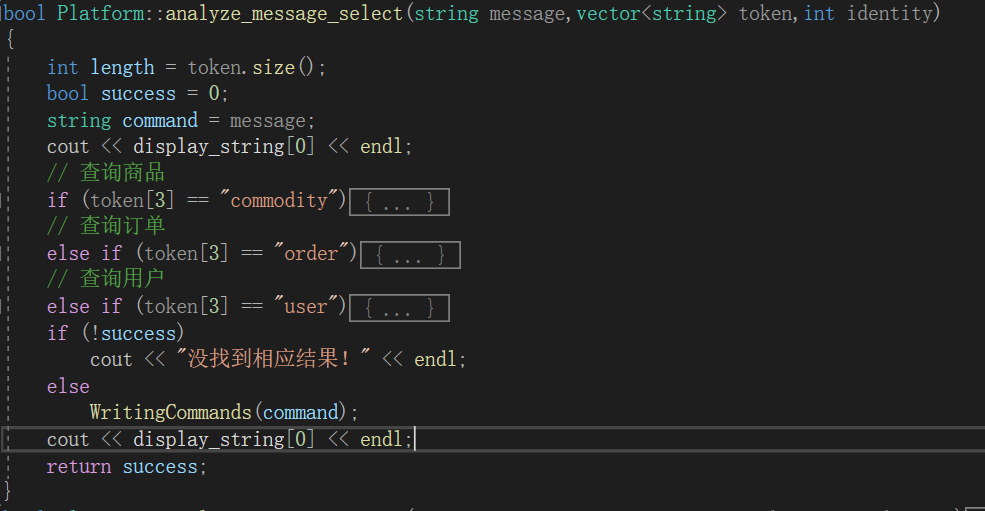 bool Platform::analyze_message_select(string message,vector<string> token,int identity)
{
int length = token.size();
bool success = 0;
string command = message;
cout << display_string[0] << endl;
// 查询商品
if (token[3] == "commodity"){ ... }
// 查询订单
else if (token[3] == "order"){ ... }
// 查询用户
else if (token[3] == "user"){ ... }
if (!success)
cout << "没找到相应结果！" << endl;
else
WritingCommands(command);
cout << display_string[0] << endl;
return success;
}